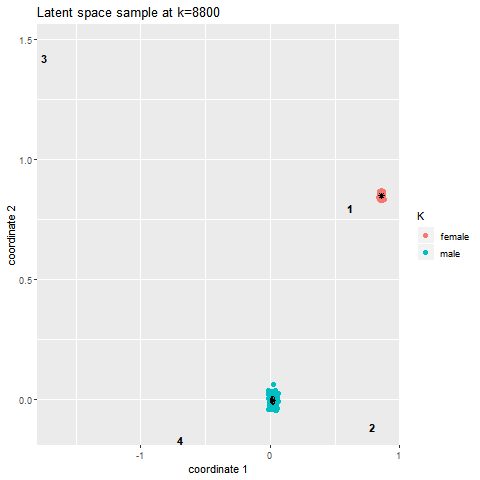 Latent space sample at k=8800
1.5
3
1.0
1
K
female
male
coordinate 2
0.5
0.0
2
4
-1
0
1
coordinate 1